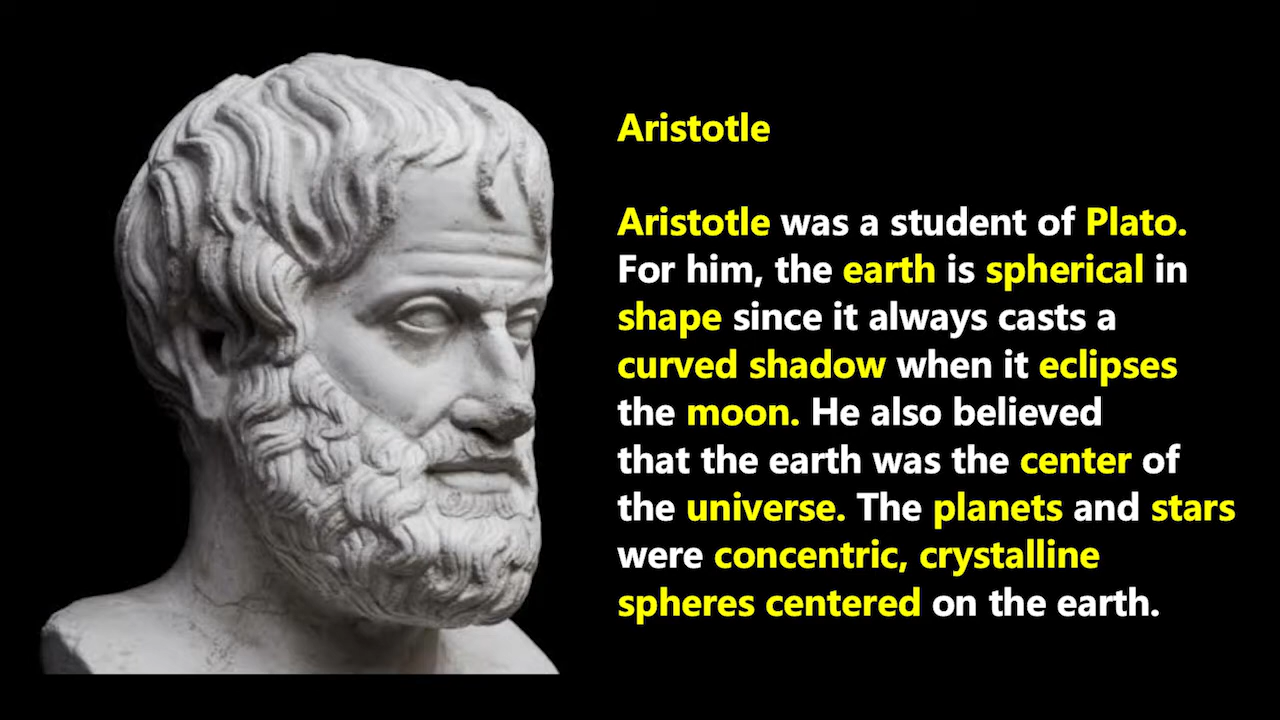 Aristotle
Aristotle was a student of Plato.
For him, the earth is spherical in
shape since it always casts a
curved shadow when it eclipses
the moon. He also believed
that the earth was the center of
the universe. The planets and stars
were concentric, crystalline
spheres centered on the earth.